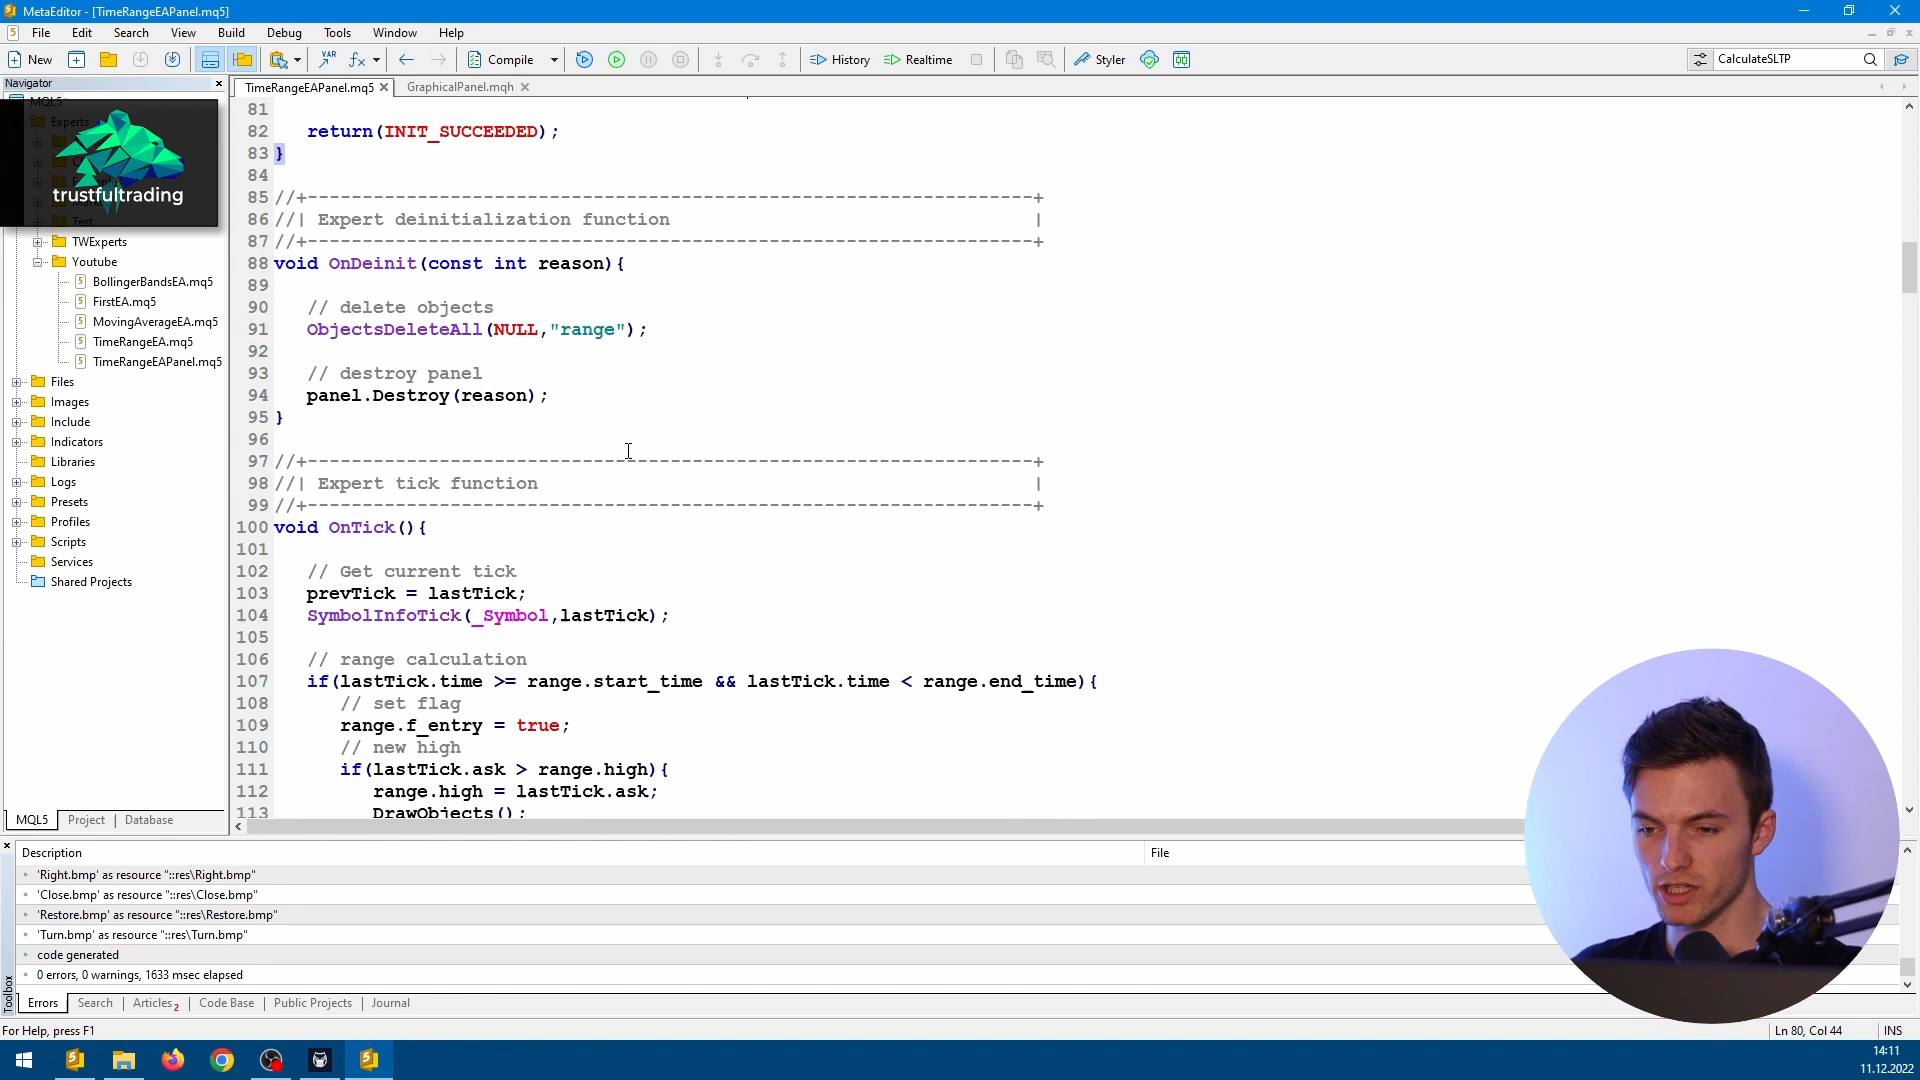 MetaEditor - [TimeRangeEAPanel.mq5]
File Edit Search View Build Debug Tools Window Help
New VAR Compile History Realtime Styler CalculateSLTP
Navigator
TimeRangeEAPanel.mq5 GraphicalPanel.mqh
MQL5
Experts
trustfultrading
Test
TWExperts
Youtube
BollingerBandsEA.mq5
FirstEA.mq5
MovingAverageEA.mq5
TimeRangeEA.mq5
TimeRangeEAPanel.mq5
Files
Images
Include
Indicators
Libraries
Logs
Presets
Profiles
Scripts
Services
Shared Projects
MQL5 Project Database
81
82 return(INIT_SUCCEEDED);
83 }
84
85 //+------------------------------------------------------------------+
86 //| Expert deinitialization function |
87 //+------------------------------------------------------------------+
88 void OnDeinit(const int reason){
89
90 // delete objects
91 ObjectsDeleteAll(NULL,"range");
92
93 // destroy panel
94 panel.Destroy(reason);
95 }
96
97 //+------------------------------------------------------------------+
98 //| Expert tick function |
99 //+------------------------------------------------------------------+
100 void OnTick(){
101
102 // Get current tick
103 prevTick = lastTick;
104 SymbolInfoTick(_Symbol,lastTick);
105
106 // range calculation
107 if(lastTick.time >= range.start_time && lastTick.time < range.end_time){
108 // set flag
109 range.f_entry = true;
110 // new high
111 if(lastTick.ask > range.high){
112 range.high = lastTick.ask;
113 DrawObjects();
Description File
'Right.bmp' as resource "::res\Right.bmp"
'Close.bmp' as resource "::res\Close.bmp"
'Restore.bmp' as resource "::res\Restore.bmp"
'Turn.bmp' as resource "::res\Turn.bmp"
code generated
0 errors, 0 warnings, 1633 msec elapsed
Toolbox
Errors Search Articles 2 Code Base Public Projects Journal
For Help, press F1
Ln 80, Col 44 INS
14:11
11.12.2022